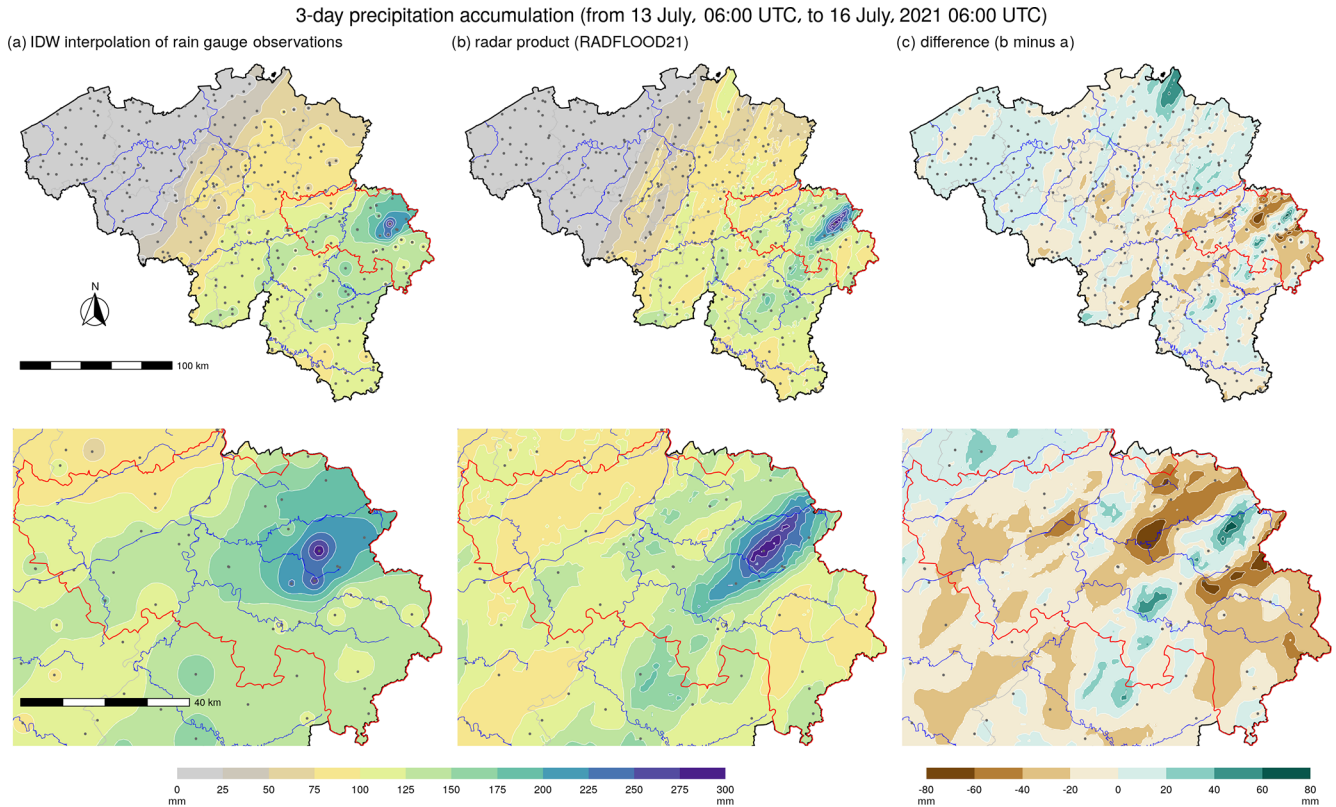 3-day precipitation accumulation (from 13 July, 06:00 UTC, to 16 July, 2021 06:00 UTC)
(a) IDW interpolation of rain gauge observations
(b) radar product (RADFLOOD21)
(c) difference (b minus a)
N
100 km
40 km
0 25 50 75 100 125 150 175 200 225 250 275 300
mm mm
-80 -60 -40 -20 0 20 40 60 80
mm mm